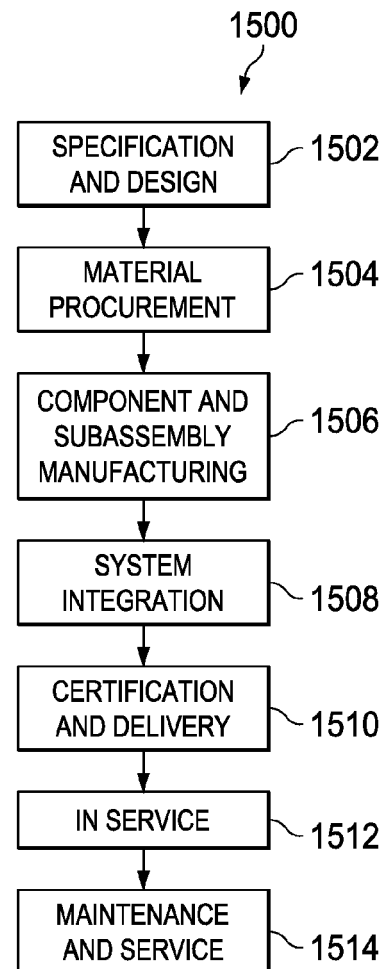 1500
SPECIFICATION
AND DESIGN
1502
MATERIAL
PROCUREMENT
1504
COMPONENT AND
SUBASSEMBLY
MANUFACTURING
1506
SYSTEM
INTEGRATION
1508
CERTIFICATION
AND DELIVERY
1510
IN SERVICE
1512
MAINTENANCE
AND SERVICE
1514